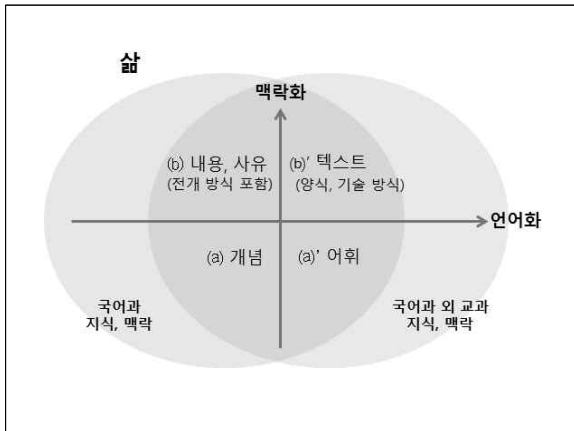 삶
맥락화
(b) 내용, 사유
(전개 방식 포함)
(b)′ 텍스트
(양식, 기술 방식)
언어화
(a) 개념
(a)’ 어휘
국어과
지식, 맥락
국어과 외 교과
지식, 맥락